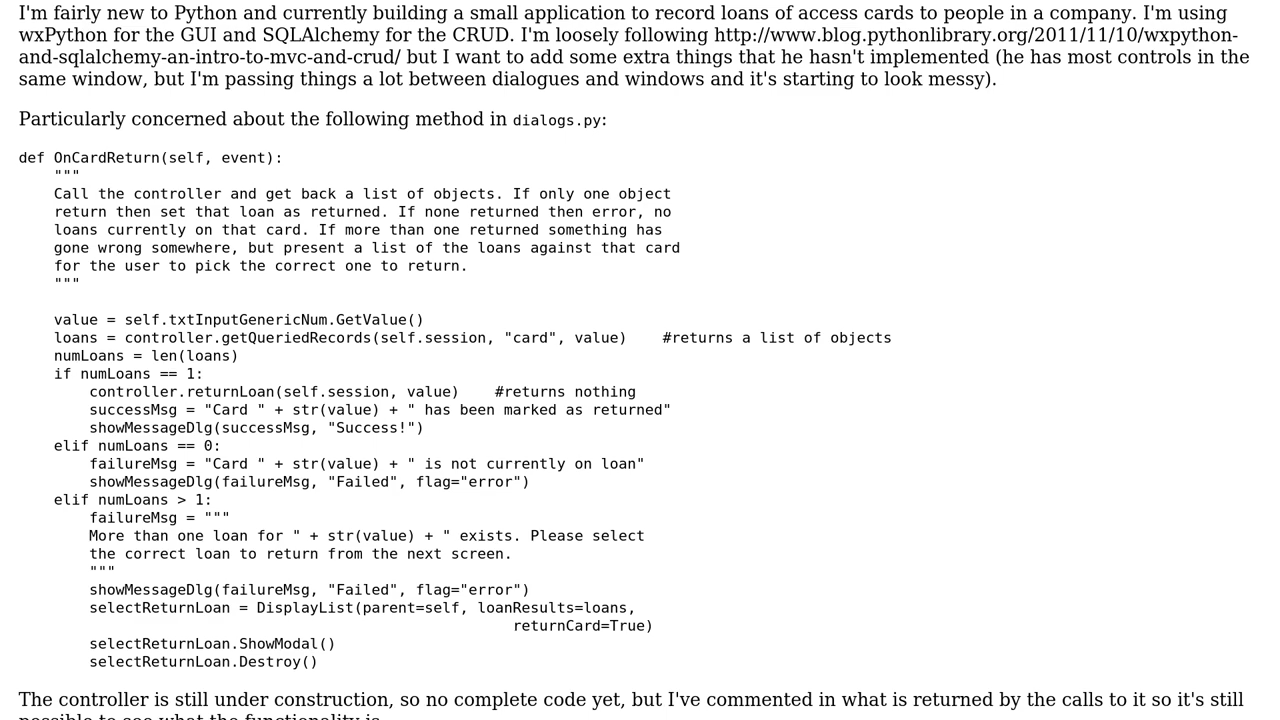 I'm fairly new to Python and currently building a small application to record loans of access cards to people in a company. I'm using
wxPython for the GUI and SQLAlchemy for the CRUD. I'm loosely following http://www.blog.pythonlibrary.org/2011/11/10/wxpython-
and-sqlalchemy-an-intro-to-mvc-and-crud/ but I want to add some extra things that he hasn't implemented (he has most controls in the
same window, but I'm passing things a lot between dialogues and windows and it's starting to look messy).
Particularly concerned about the following method in dialogs.py:
def OnCardReturn(self, event):
    """
    Call the controller and get back a list of objects. If only one object
    return then set that loan as returned. If none returned then error, no
    loans currently on that card. If more than one returned something has
    gone wrong somewhere, but present a list of the loans against that card
    for the user to pick the correct one to return.
    """
    value = self.txtInputGenericNum.GetValue()
    loans = controller.getQueriedRecords(self.session, "card", value)    #returns a list of objects
    numLoans = len(loans)
    if numLoans == 1:
        controller.returnLoan(self.session, value)    #returns nothing
        successMsg = "Card " + str(value) + " has been marked as returned"
        showMessageDlg(successMsg, "Success!")
    elif numLoans == 0:
        failureMsg = "Card " + str(value) + " is not currently on loan"
        showMessageDlg(failureMsg, "Failed", flag="error")
    elif numLoans > 1:
        failureMsg = """
        More than one loan for " + str(value) + " exists. Please select
        the correct loan to return from the next screen.
        """
        showMessageDlg(failureMsg, "Failed", flag="error")
        selectReturnLoan = DisplayList(parent=self, loanResults=loans,
                                                        returnCard=True)
        selectReturnLoan.ShowModal()
        selectReturnLoan.Destroy()
The controller is still under construction, so no complete code yet, but I've commented in what is returned by the calls to it so it's still
possible to see what the functionality is.